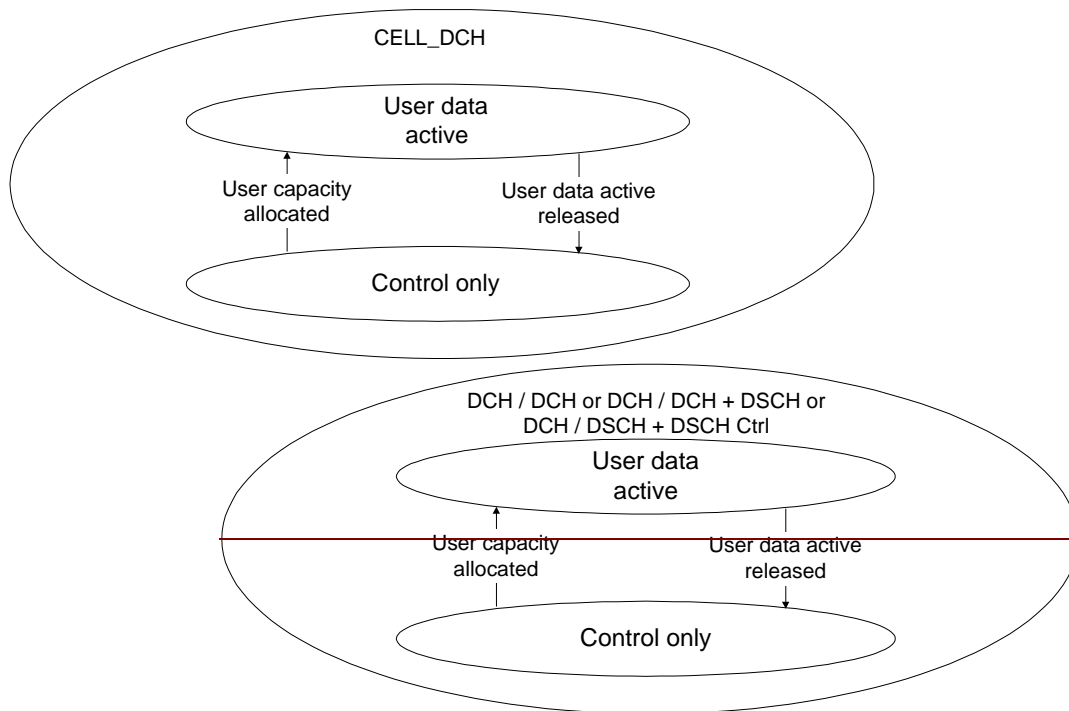 CELL_DCH
User data
active
User capacity
allocated
User data active
released
Control only
DCH / DCH or DCH / DCH + DSCH or
DCH / DSCH + DSCH Ctrl
User data
active
User capacity
allocated
User data active
released
Control only